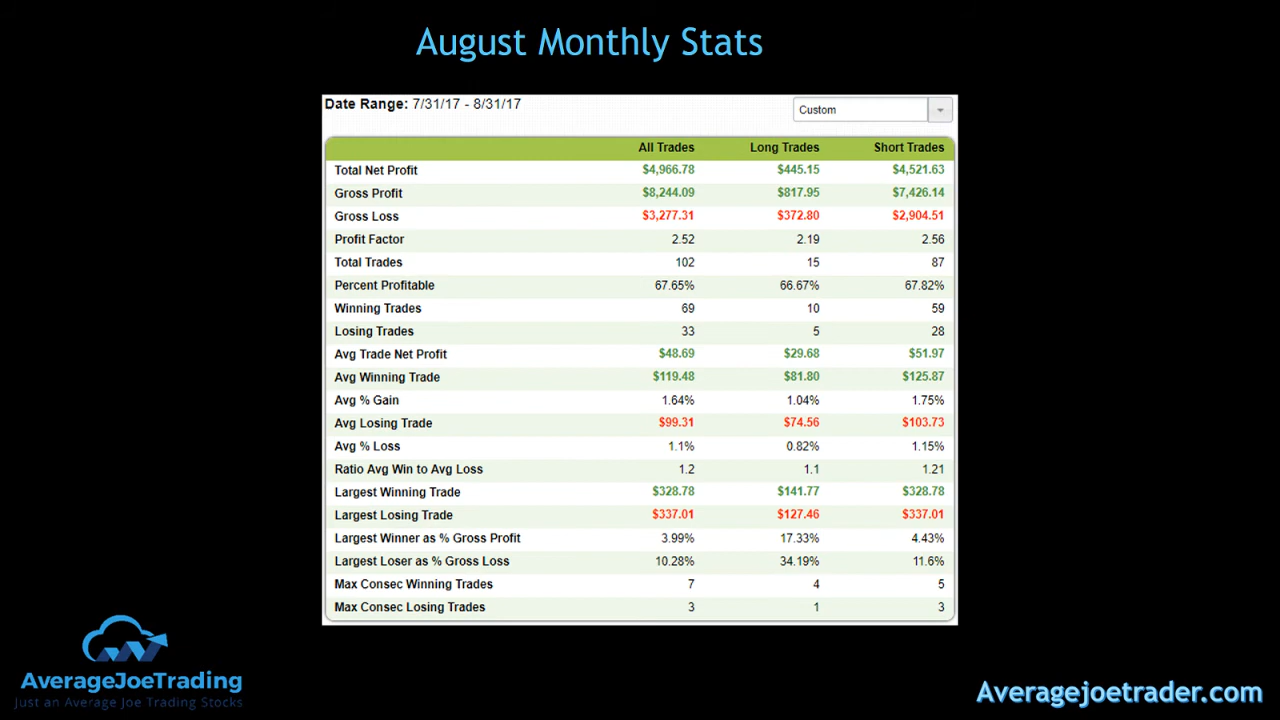 August Monthly Stats
Date Range: 7/31/17 - 8/31/17
Custom
All Trades Long Trades Short Trades
Total Net Profit $4,966.78 $445.15 $4,521.63
Gross Profit $8,244.09 $817.95 $7,426.14
Gross Loss $3,277.31 $372.80 $2,904.51
Profit Factor 2.52 2.19 2.56
Total Trades 102 15 87
Percent Profitable 67.65% 66.67% 67.82%
Winning Trades 69 10 59
Losing Trades 33 5 28
Avg Trade Net Profit $48.69 $29.68 $51.97
Avg Winning Trade $119.48 $81.80 $125.87
Avg % Gain 1.64% 1.04% 1.75%
Avg Losing Trade $99.31 $74.56 $103.73
Avg % Loss 1.1% 0.82% 1.15%
Ratio Avg Win to Avg Loss 1.2 1.1 1.21
Largest Winning Trade $328.78 $141.77 $328.78
Largest Losing Trade $337.01 $127.46 $337.01
Largest Winner as % Gross Profit 3.99% 17.33% 4.43%
Largest Loser as % Gross Loss 10.28% 34.19% 11.6%
Max Consec Winning Trades 7 4 5
Max Consec Losing Trades 3 1 3
AverageJoeTrading
Just an Average Joe Trading Stocks
Averagejoetrader.com